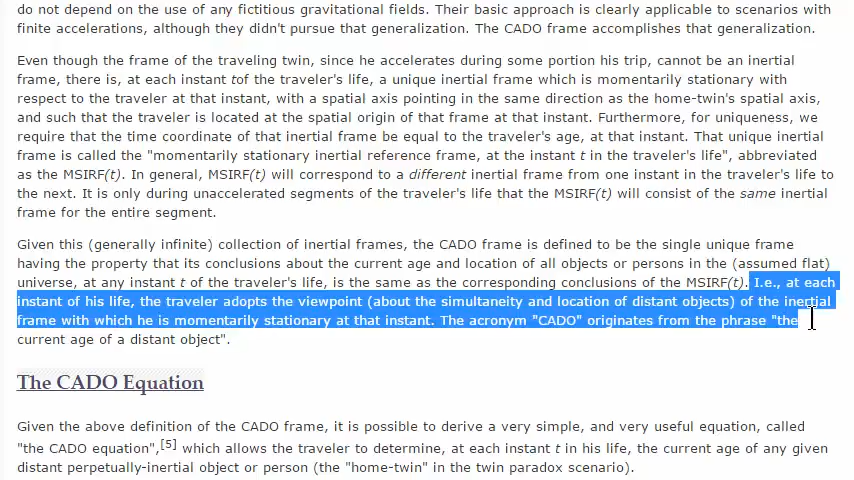 do not depend on the use of any fictitious gravitational fields. Their basic approach is clearly applicable to scenarios with
finite accelerations, although they didn't pursue that generalization. The CADO frame accomplishes that generalization.
Even though the frame of the traveling twin, since he accelerates during some portion his trip, cannot be an inertial
frame, there is, at each instant tof the traveler's life, a unique inertial frame which is momentarily stationary with
respect to the traveler at that instant, with a spatial axis pointing in the same direction as the home-twin's spatial axis,
and such that the traveler is located at the spatial origin of that frame at that instant. Furthermore, for uniqueness, we
require that the time coordinate of that inertial frame be equal to the traveler's age, at that instant. That unique inertial
frame is called the "momentarily stationary inertial reference frame, at the instant t in the traveler's life", abbreviated
as the MSIRF(t). In general, MSIRF(t) will correspond to a different inertial frame from one instant in the traveler's life to
the next. It is only during unaccelerated segments of the traveler's life that the MSIRF(t) will consist of the same inertial
frame for the entire segment.
Given this (generally infinite) collection of inertial frames, the CADO frame is defined to be the single unique frame
having the property that its conclusions about the current age and location of all objects or persons in the (assumed flat)
universe, at any instant t of the traveler's life, is the same as the corresponding conclusions of the MSIRF(t). I.e., at each
instant of his life, the traveler adopts the viewpoint (about the simultaneity and location of distant objects) of the inertial
frame with which he is momentarily stationary at that instant. The acronym "CADO" originates from the phrase "the
current age of a distant object".
The CADO Equation
Given the above definition of the CADO frame, it is possible to derive a very simple, and very useful equation, called
"the CADO equation",[5] which allows the traveler to determine, at each instant t in his life, the current age of any given
distant perpetually-inertial object or person (the "home-twin" in the twin paradox scenario).